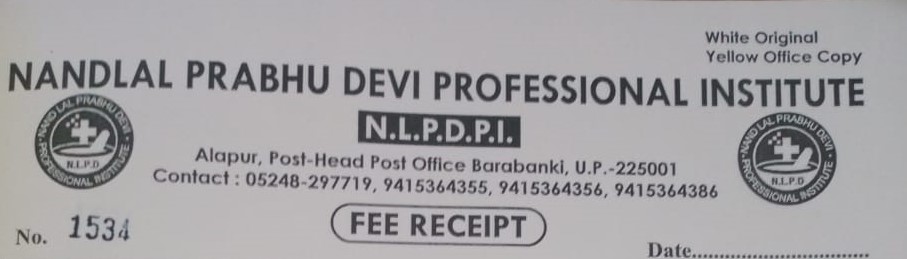 White Original
Yellow Office Copy
NANDLAL PRABHU DEVI PROFESSIONAL INSTITUTE
N.L.P.D.P.I.
NAND LAL PRABHU DEVI
N.L.P.D
PROFESSIONAL INSTITUTE
NAND LAL PRABHU DEVI
N.L.P.D
PROFESSIONAL INSTITUTE
Alapur, Post-Head Post Office Barabanki, U.P.-225001
Contact : 05248-297719, 9415364355, 9415364356, 9415364386
No. 1534
FEE RECEIPT
Date................................